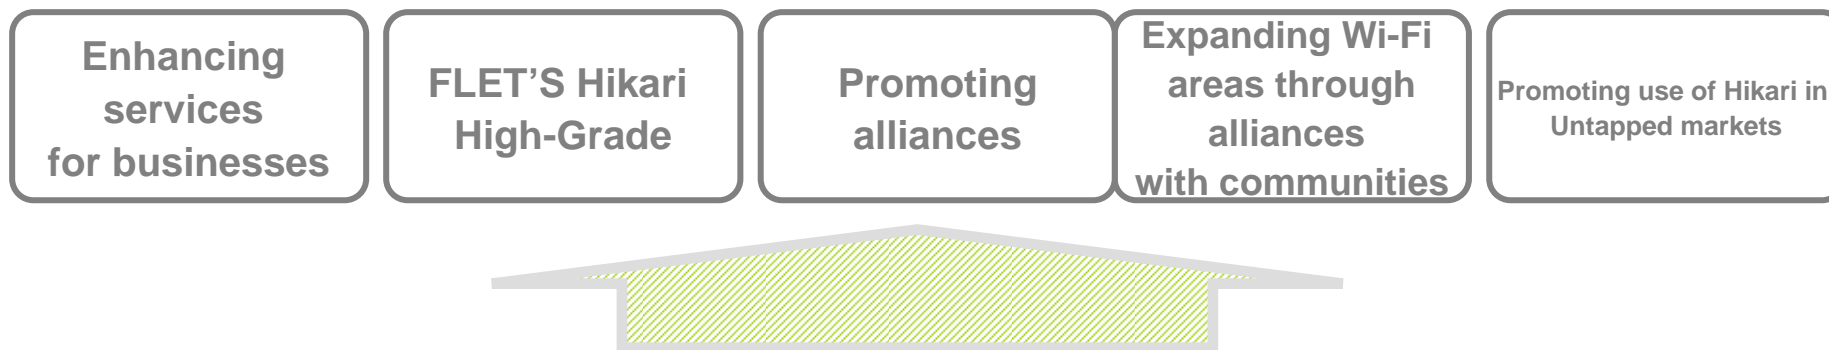 Enhancing
services
for businesses
FLET'S Hikari
High-Grade
Promoting
alliances
Expanding Wi-Fi
areas through
alliances
with communities
Promoting use of Hikari in
Untapped markets